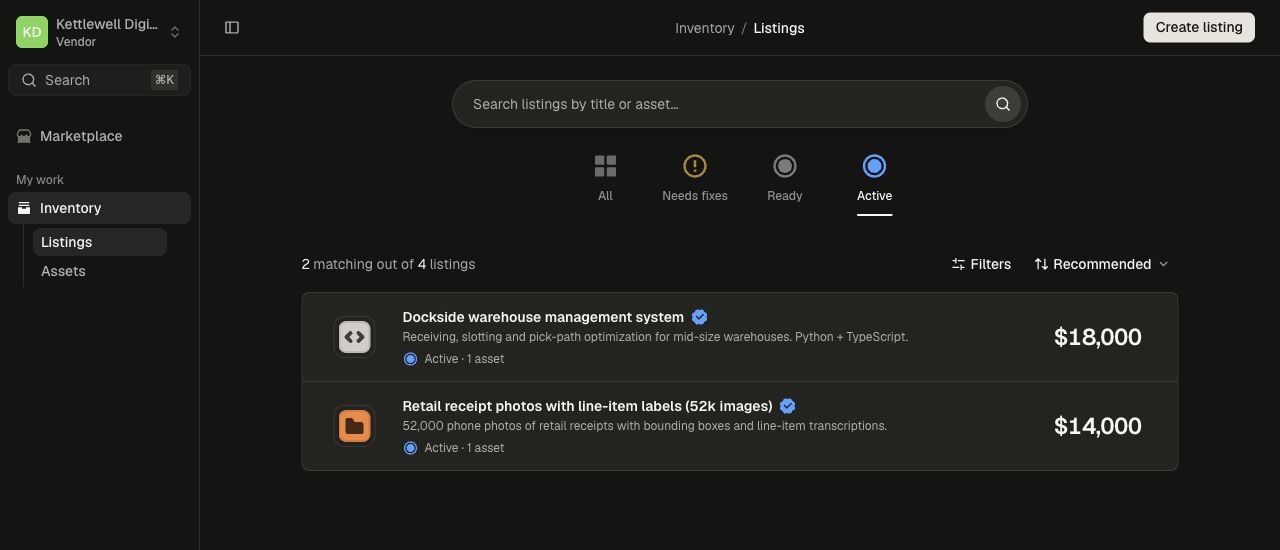 KD
Kettlewell Digi...
Vendor
Search ⌘K
Marketplace
My work
Inventory
Listings
Assets
Inventory / Listings
Create listing
Search listings by title or asset...
All
Needs fixes
Ready
Active
2 matching out of 4 listings
Filters
Recommended
Dockside warehouse management system
Receiving, slotting and pick-path optimization for mid-size warehouses. Python + TypeScript.
Active · 1 asset
$18,000
Retail receipt photos with line-item labels (52k images)
52,000 phone photos of retail receipts with bounding boxes and line-item transcriptions.
Active · 1 asset
$14,000